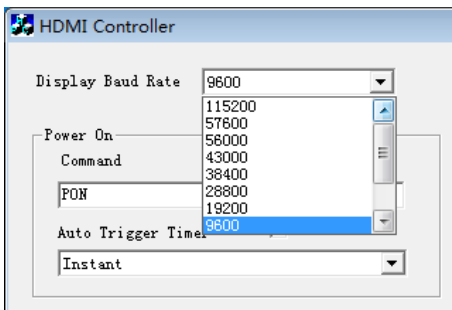 HDMI Controller
Display Baud Rate 9600
115200
57600
56000
43000
38400
28800
19200
9600
Power On
Command
PON
Auto Trigger Timer
Instant